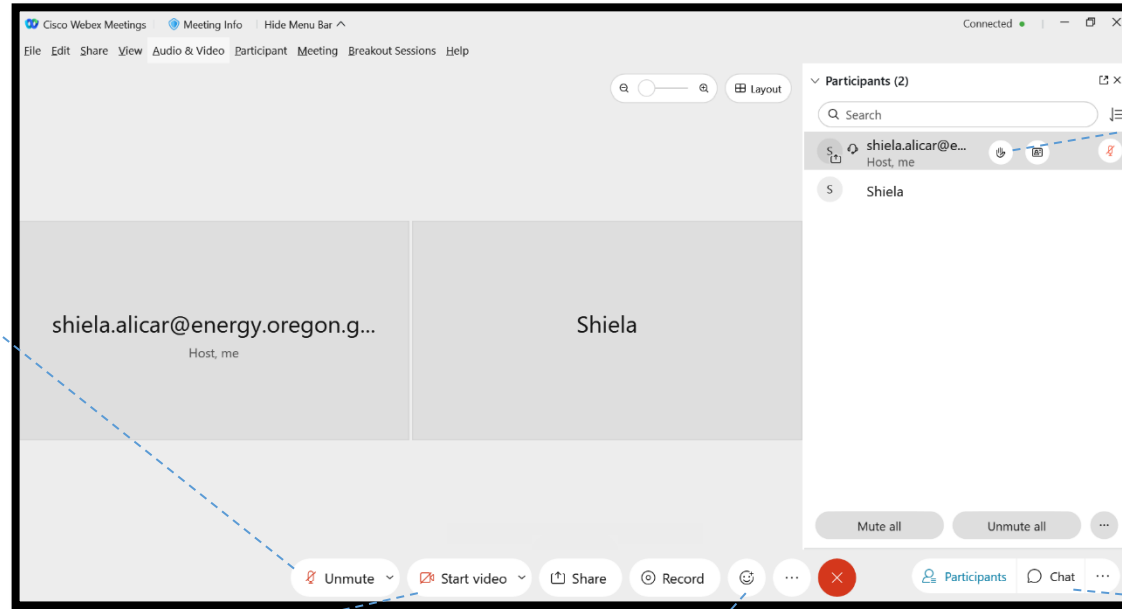 Cisco Webex Meetings Meeting Info Hide Menu Bar Connected
File Edit Share View Audio & Video Participant Meeting Breakout Sessions Help
Layout
Participants (2)
Search
S shiela.alicar@e...
Host, me
S Shiela
shiela.alicar@energy.oregon.g...
Host, me
Shiela
Mute all Unmute all ...
Unmute Start video Share Record ... Participants Chat ...